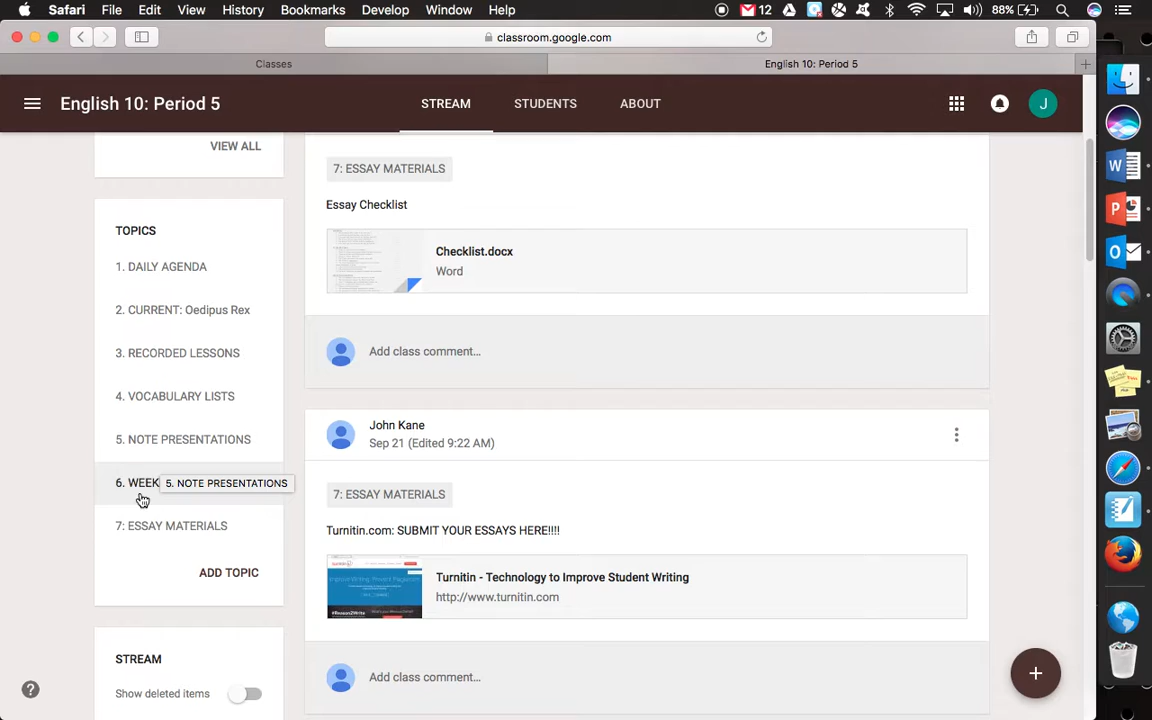 Safari File Edit View History Bookmarks Develop Window Help 12 88%
classroom.google.com
Classes English 10: Period 5
English 10: Period 5 STREAM STUDENTS ABOUT J
VIEW ALL
TOPICS
1. DAILY AGENDA
2. CURRENT: Oedipus Rex
3. RECORDED LESSONS
4. VOCABULARY LISTS
5. NOTE PRESENTATIONS
6. WEEK
5. NOTE PRESENTATIONS
7: ESSAY MATERIALS
ADD TOPIC
STREAM
Show deleted items
7: ESSAY MATERIALS
Essay Checklist
Checklist.docx
Word
Add class comment...
John Kane
Sep 21 (Edited 9:22 AM)
7: ESSAY MATERIALS
Turnitin.com: SUBMIT YOUR ESSAYS HERE!!!!
Turnitin - Technology to Improve Student Writing
http://www.turnitin.com
Add class comment...